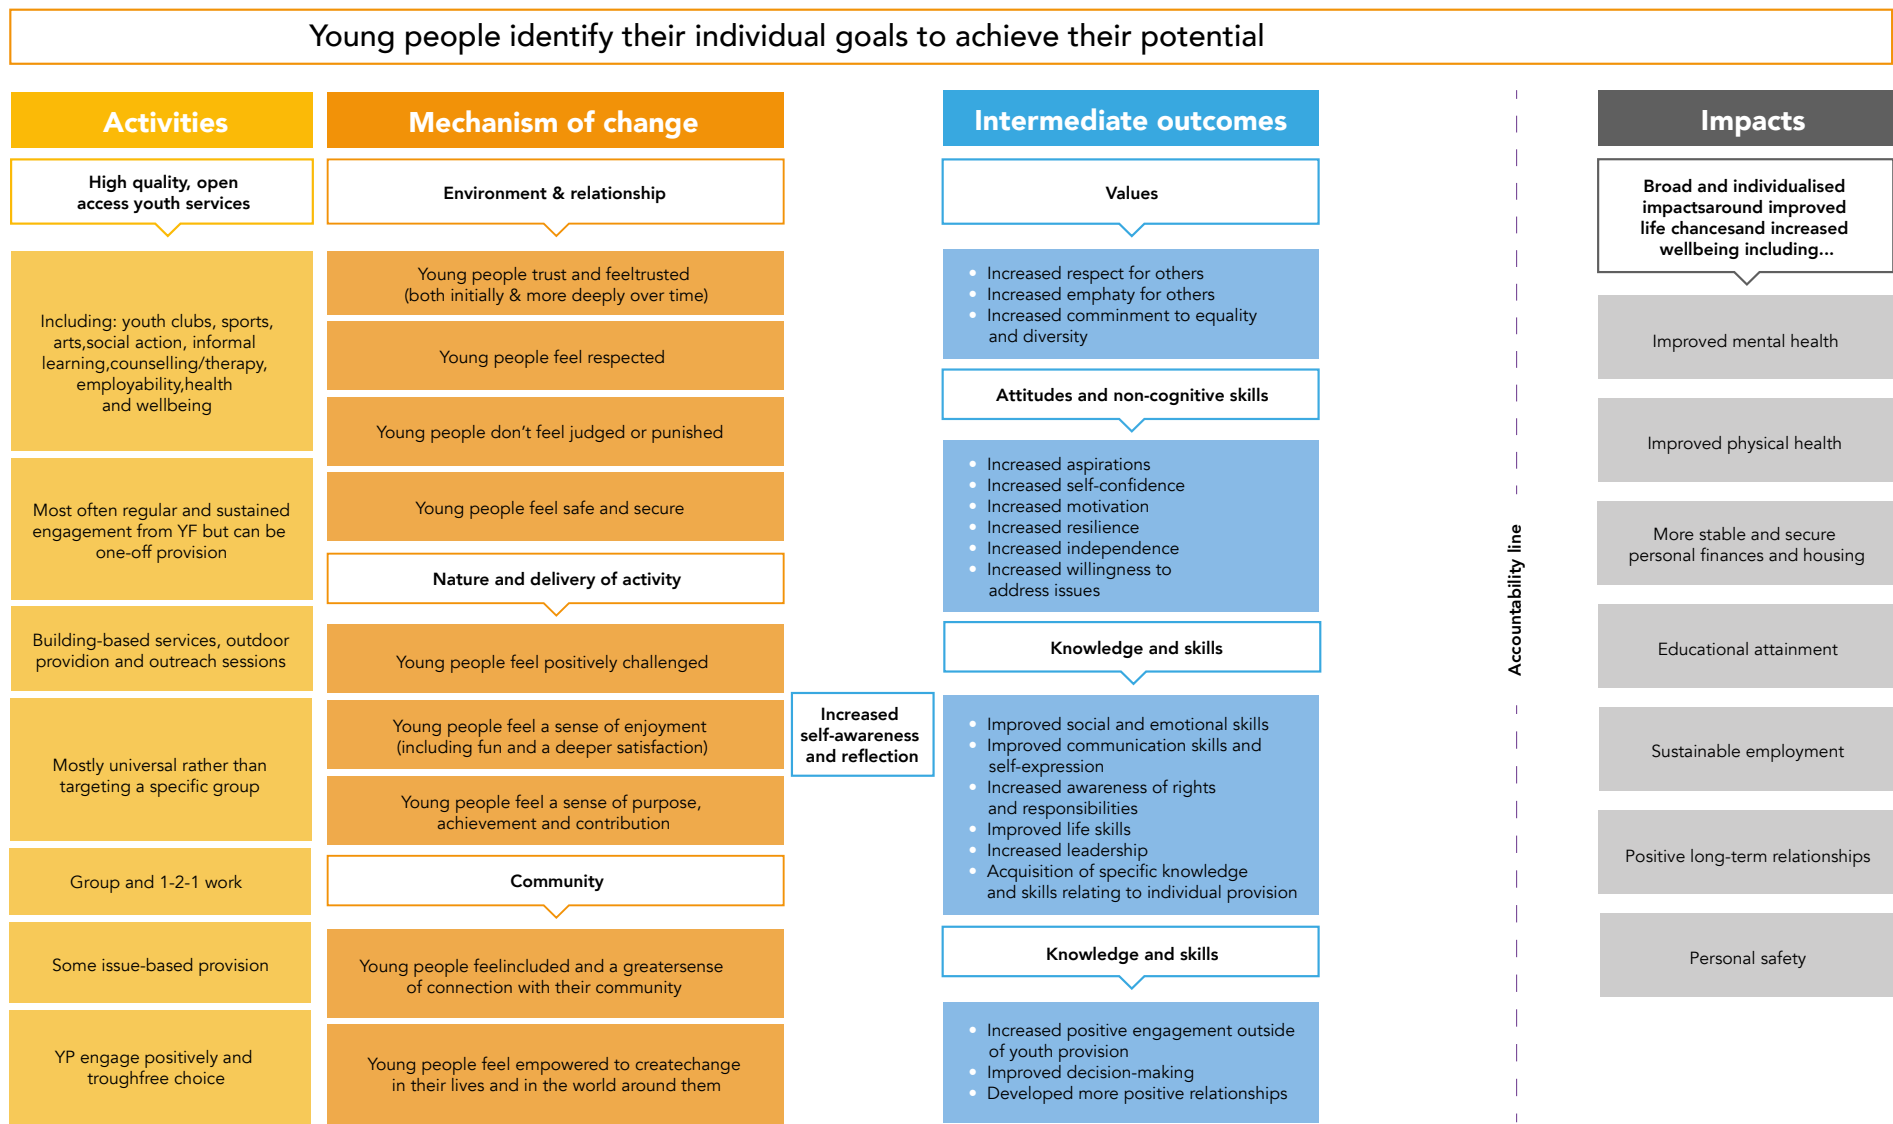 Young people identify their individual goals to achieve their potential
Activities
High quality, open
access youth services
Including: youth clubs, sports,
arts,social action, informal
learning,counselling/therapy,
employability,health
and wellbeing
Most often regular and sustained
engagement from YF but can be
one-off provision
Building-based services, outdoor
providion and outreach sessions
Mostly universal rather than
targeting a specific group
Group and 1-2-1 work
Some issue-based provision
YP engage positively and
troughfree choice
Mechanism of change
Environment & relationship
Young people trust and feeltrusted
(both initially & more deeply over time)
Young people feel respected
Young people don't feel judged or punished
Young people feel safe and secure
Nature and delivery of activity
Young people feel positively challenged
Young people feel a sense of enjoyment
(including fun and a deeper satisfaction)
Young people feel a sense of purpose,
achievement and contribution
Community
Young people feelincluded and a greatersense
of connection with their community
Young people feel empowered to createchange
in their lives and in the world around them
Increased
self-awareness
and reflection
Intermediate outcomes
Values
• Increased respect for others
• Increased emphaty for others
• Increased comminment to equality
and diversity
Attitudes and non-cognitive skills
• Increased aspirations
• Increased self-confidence
• Increased motivation
• Increased resilience
• Increased independence
• Increased willingness to
address issues
Knowledge and skills
• Improved social and emotional skills
• Improved communication skills and
self-expression
• Increased awareness of rights
and responsibilities
• Improved life skills
• Increased leadership
• Acquisition of specific knowledge
and skills relating to individual provision
Knowledge and skills
• Increased positive engagement outside
of youth provision
• Improved decision-making
• Developed more positive relationships
Accountability line
Impacts
Broad and individualised
impactsaround improved
life chancesand increased
wellbeing including...
Improved mental health
Improved physical health
More stable and secure
personal finances and housing
Educational attainment
Sustainable employment
Positive long-term relationships
Personal safety